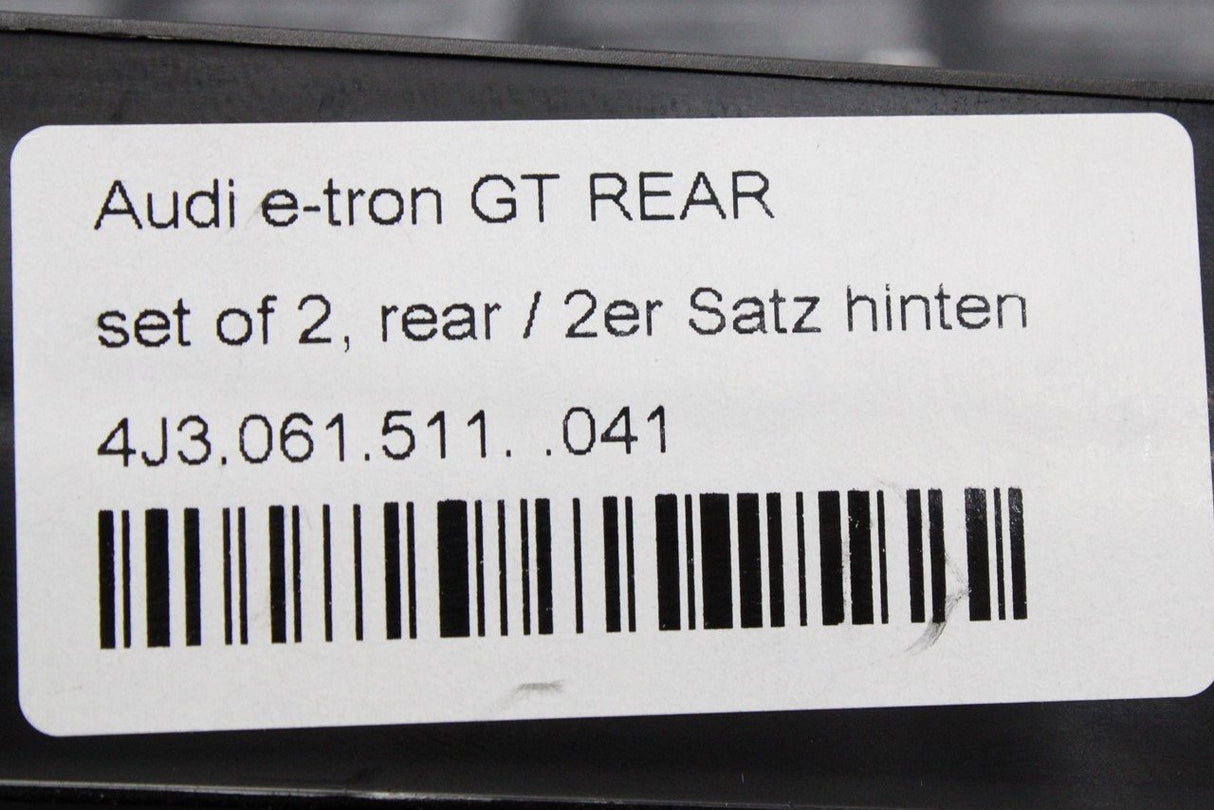 Audi e-tron GT REAR
set of 2, rear / 2er Satz hinten
4J3.061.511. .041